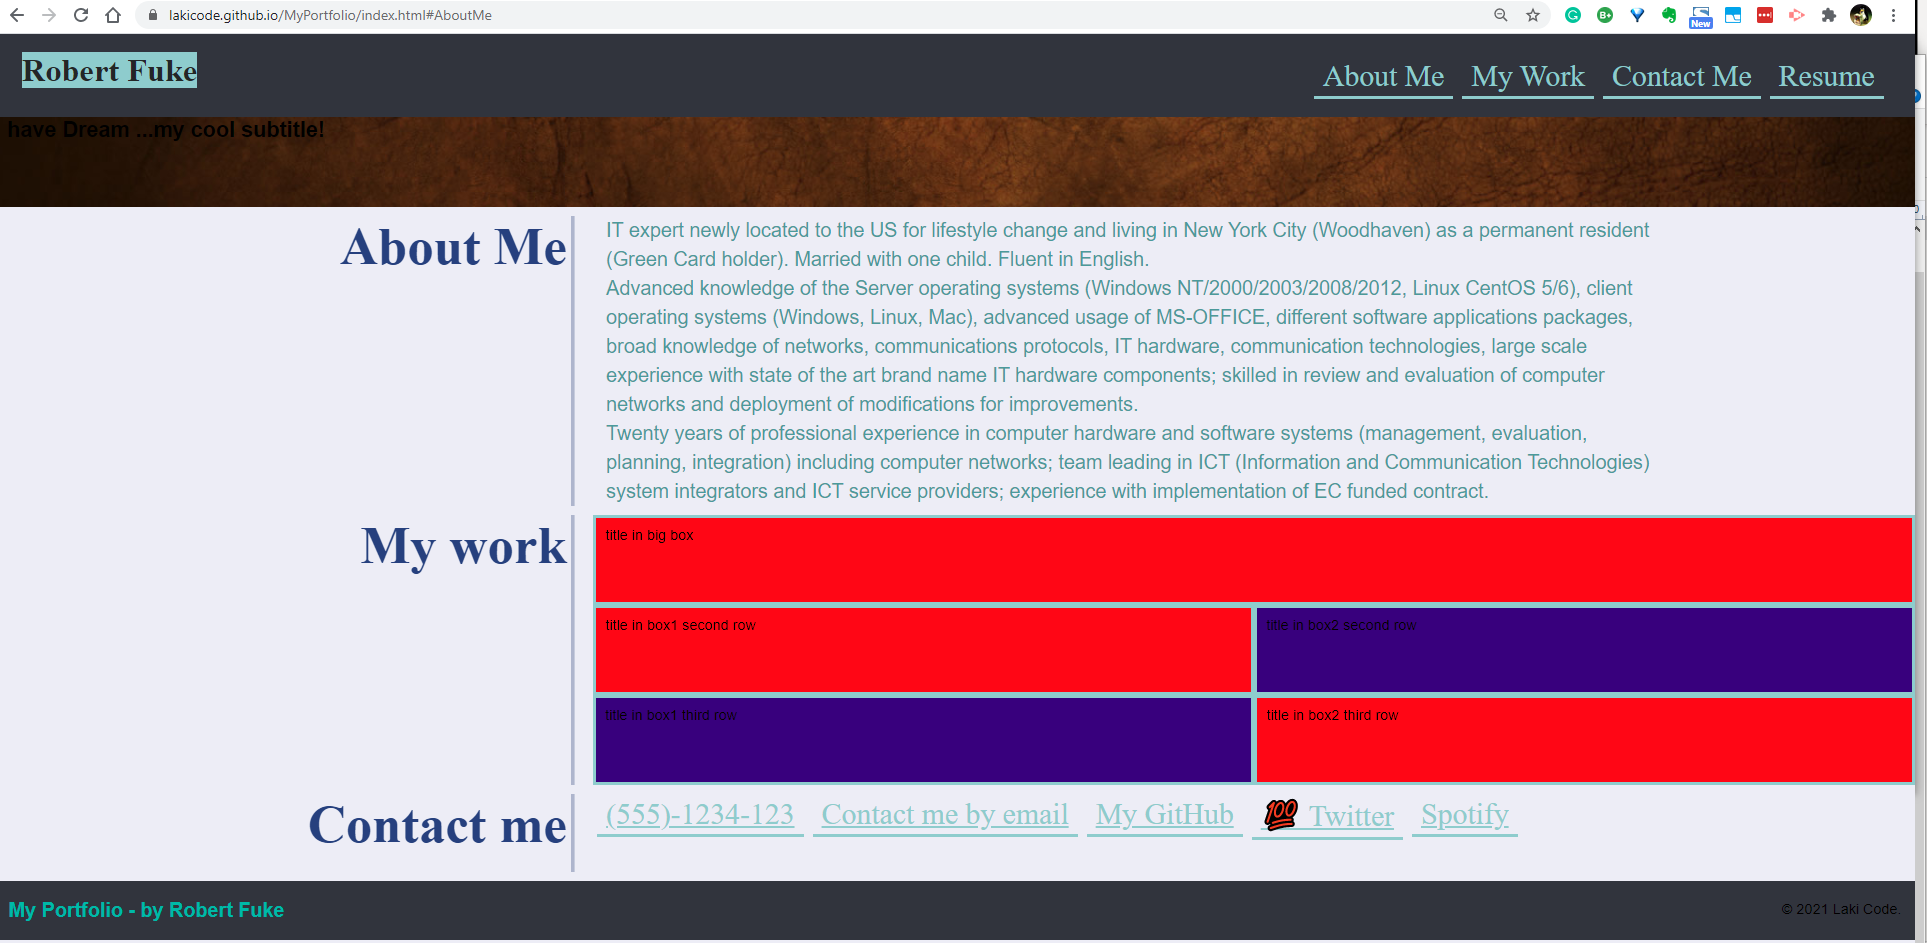 lakicode.github.io/MyPortfolio/index.html#AboutMe
New
Robert Fuke
About Me My Work Contact Me Resume
have Dream ...my cool subtitle!
About Me
IT expert newly located to the US for lifestyle change and living in New York City (Woodhaven) as a permanent resident
(Green Card holder). Married with one child. Fluent in English.
Advanced knowledge of the Server operating systems (Windows NT/2000/2003/2008/2012, Linux CentOS 5/6), client
operating systems (Windows, Linux, Mac), advanced usage of MS-OFFICE, different software applications packages,
broad knowledge of networks, communications protocols, IT hardware, communication technologies, large scale
experience with state of the art brand name IT hardware components; skilled in review and evaluation of computer
networks and deployment of modifications for improvements.
Twenty years of professional experience in computer hardware and software systems (management, evaluation,
planning, integration) including computer networks; team leading in ICT (Information and Communication Technologies)
system integrators and ICT service providers; experience with implementation of EC funded contract.
My work
title in big box
title in box1 second row
title in box2 second row
title in box1 third row
title in box2 third row
Contact me
(555)-1234-123 Contact me by email My GitHub 💯 Twitter Spotify
My Portfolio - by Robert Fuke
© 2021 Laki Code.